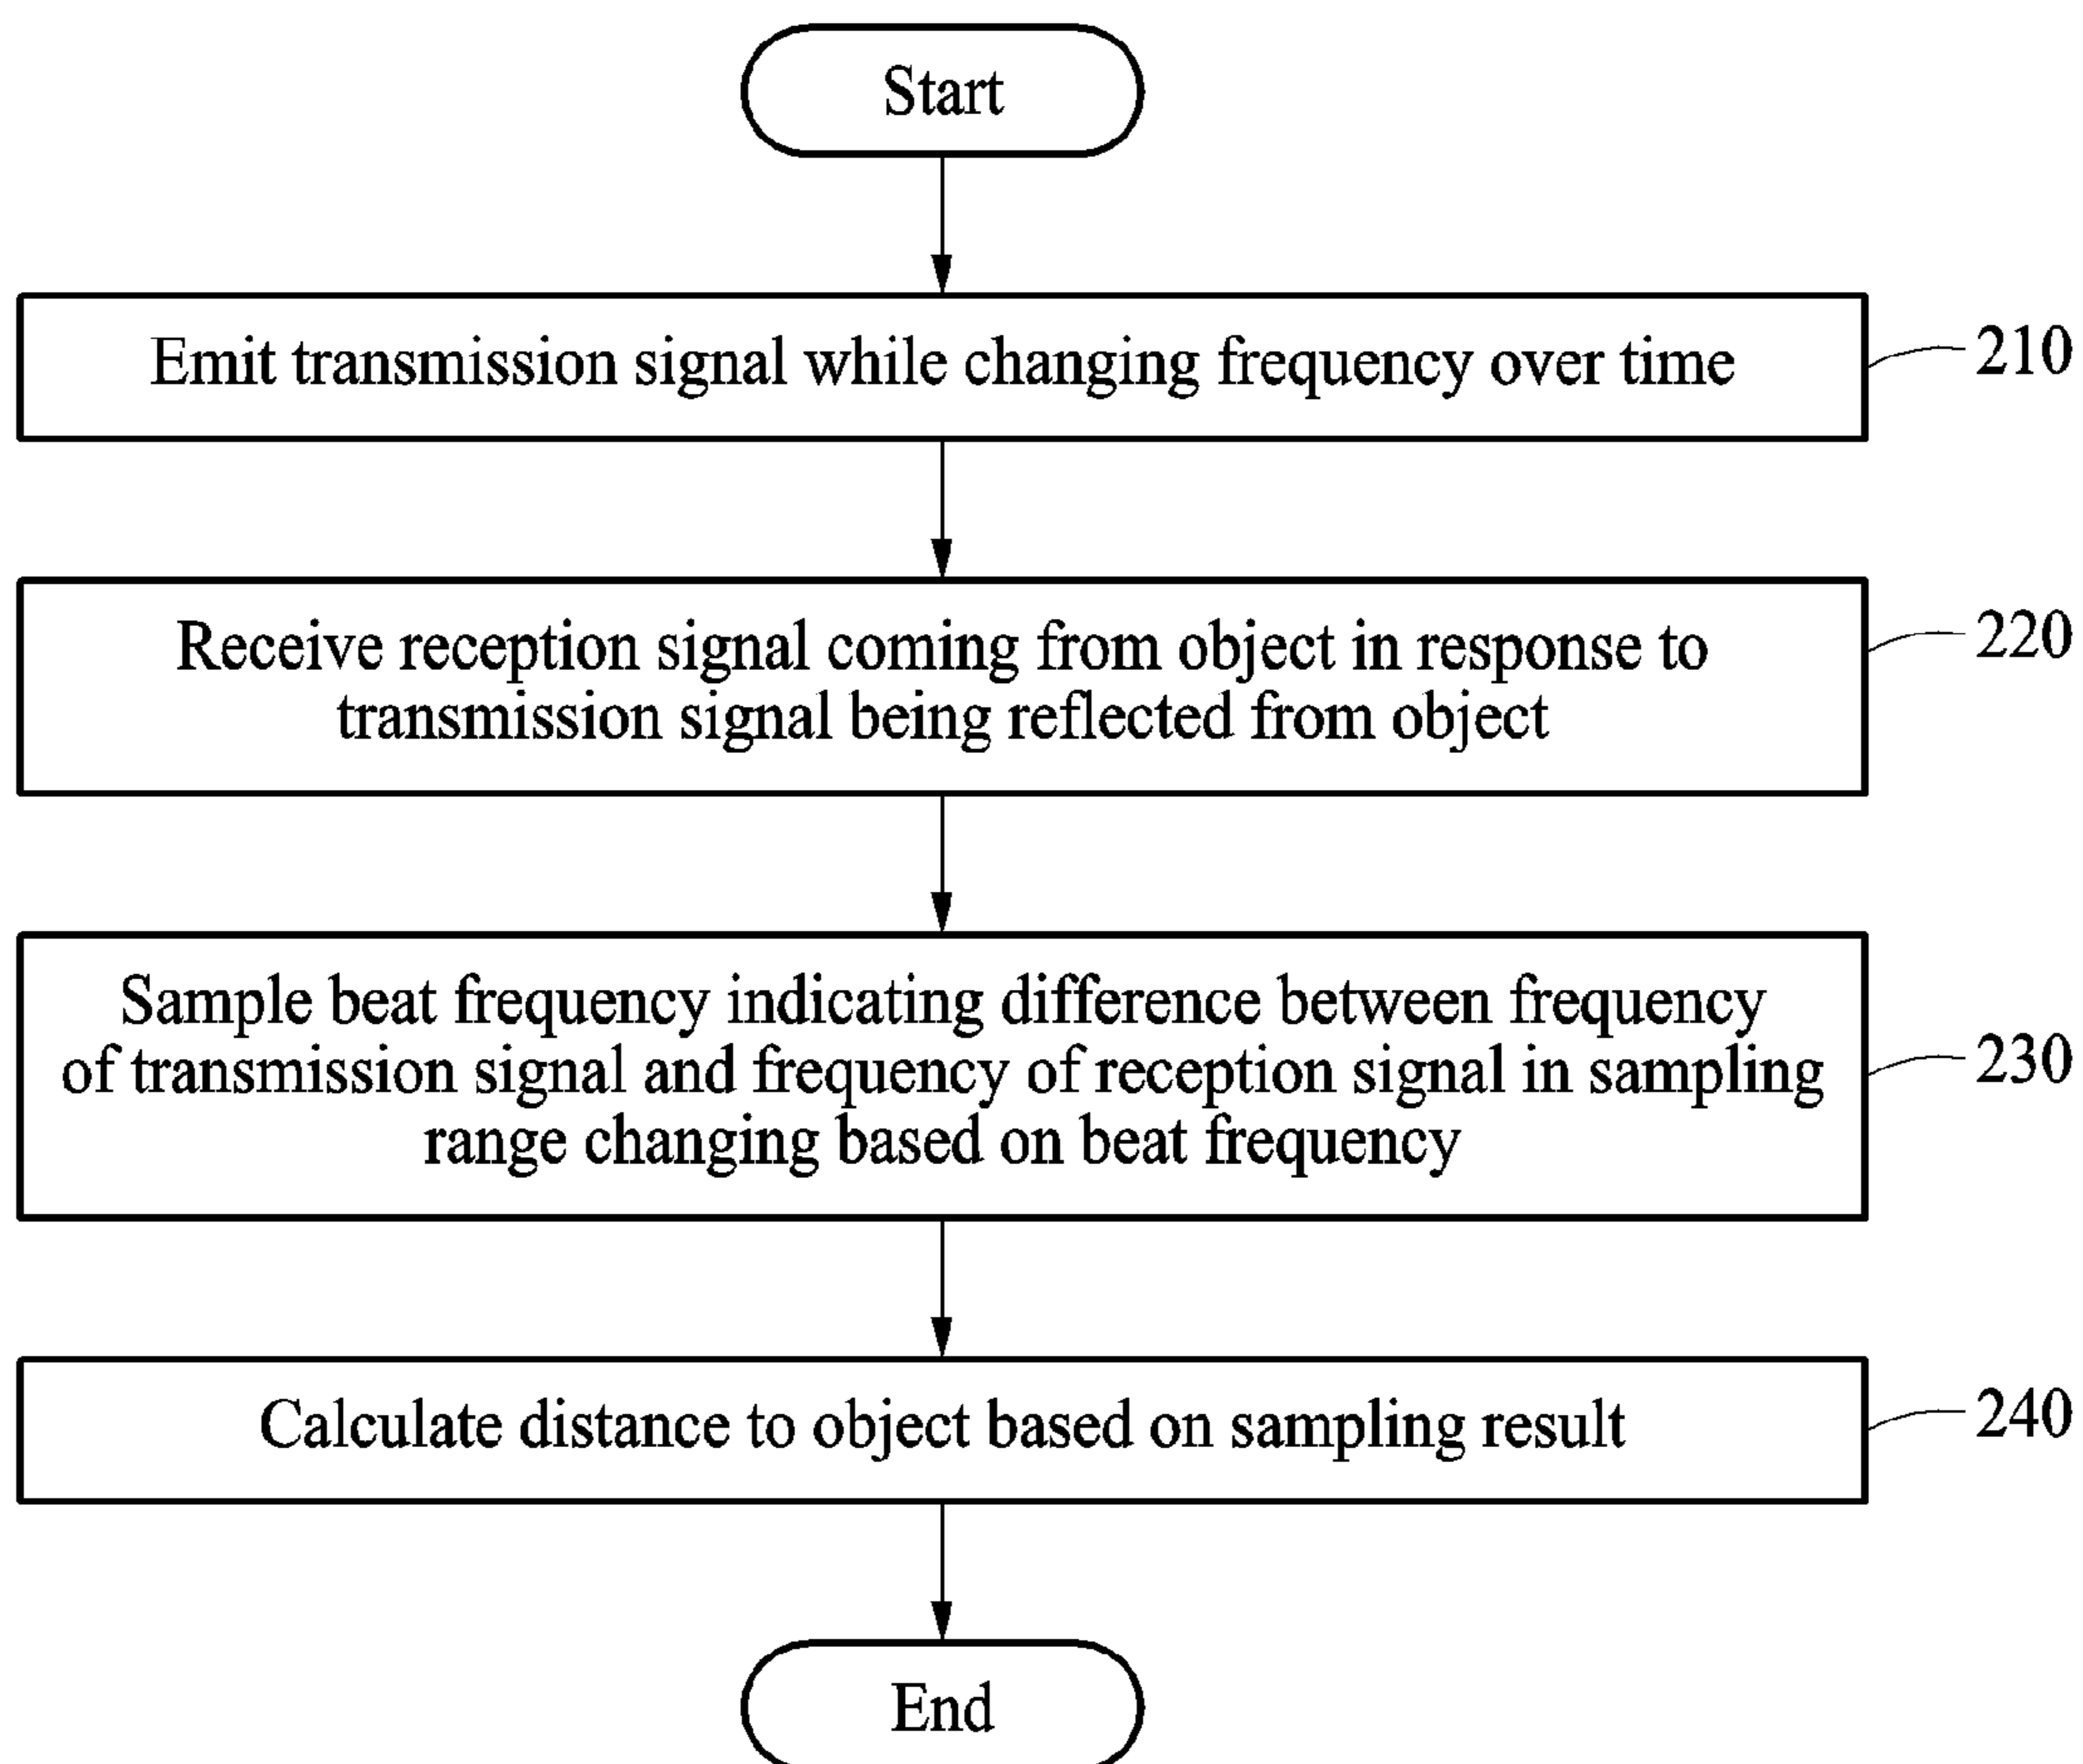 Start
Emit transmission signal while changing frequency over time
210
Receive reception signal coming from object in response to
transmission signal being reflected from object
220
Sample beat frequency indicating difference between frequency
of transmission signal and frequency of reception signal in sampling
range changing based on beat frequency
230
Calculate distance to object based on sampling result
240
End